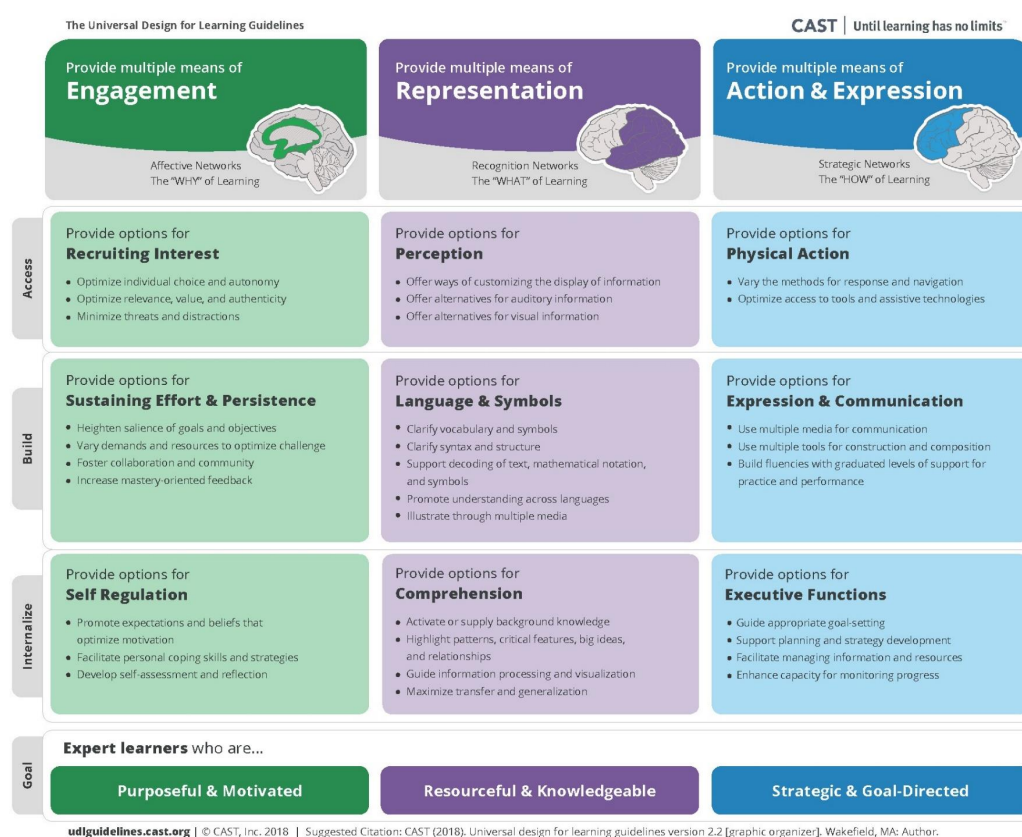 The Universal Design for Learning Guidelines
CAST | Until learning has no limits™
Provide multiple means of
Engagement
Affective Networks
The “WHY” of Learning
Provide multiple means of
Representation
Recognition Networks
The “WHAT” of Learning
Provide multiple means of
Action & Expression
Strategic Networks
The “HOW” of Learning
Access
Provide options for
Recruiting Interest
• Optimize individual choice and autonomy
• Optimize relevance, value, and authenticity
• Minimize threats and distractions
Provide options for
Perception
• Offer ways of customizing the display of information
• Offer alternatives for auditory information
• Offer alternatives for visual information
Provide options for
Physical Action
• Vary the methods for response and navigation
• Optimize access to tools and assistive technologies
Build
Provide options for
Sustaining Effort & Persistence
• Heighten salience of goals and objectives
• Vary demands and resources to optimize challenge
• Foster collaboration and community
• Increase mastery-oriented feedback
Provide options for
Language & Symbols
• Clarify vocabulary and symbols
• Clarify syntax and structure
• Support decoding of text, mathematical notation,
and symbols
• Promote understanding across languages
• Illustrate through multiple media
Provide options for
Expression & Communication
• Use multiple media for communication
• Use multiple tools for construction and composition
• Build fluencies with graduated levels of support for
practice and performance
Internalize
Provide options for
Self Regulation
• Promote expectations and beliefs that
optimize motivation
• Facilitate personal coping skills and strategies
• Develop self-assessment and reflection
Provide options for
Comprehension
• Activate or supply background knowledge
• Highlight patterns, critical features, big ideas,
and relationships
• Guide information processing and visualization
• Maximize transfer and generalization
Provide options for
Executive Functions
• Guide appropriate goal-setting
• Support planning and strategy development
• Facilitate managing information and resources
• Enhance capacity for monitoring progress
Goal
Expert learners who are...
Purposeful & Motivated
Resourceful & Knowledgeable
Strategic & Goal-Directed
udlguidelines.cast.org | © CAST, Inc. 2018 | Suggested Citation: CAST (2018). Universal design for learning guidelines version 2.2 [graphic organizer]. Wakefield, MA: Author.